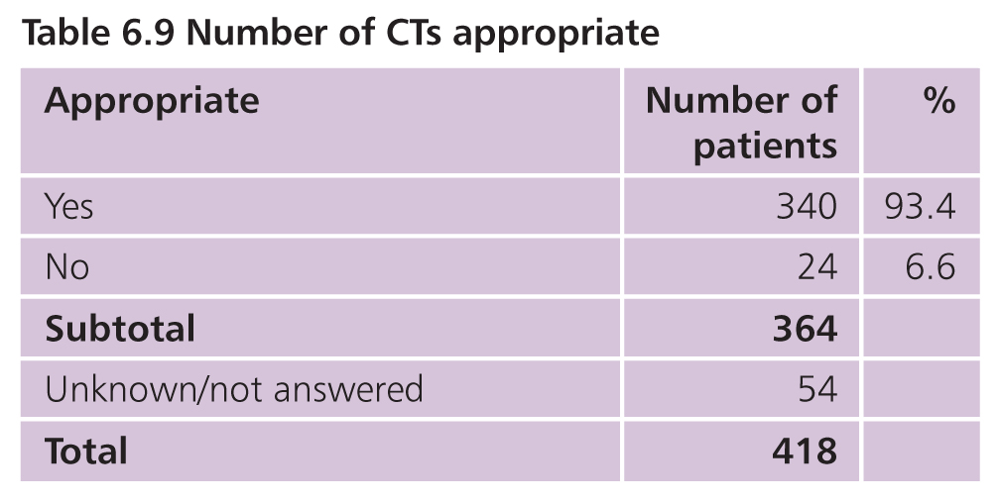 Table 6.9 Number of CTs appropriate
Appropriate Number of %
patients
Yes 340 93.4
No 24 6.6
Subtotal 364
Unknown/not answered 54
Total 418